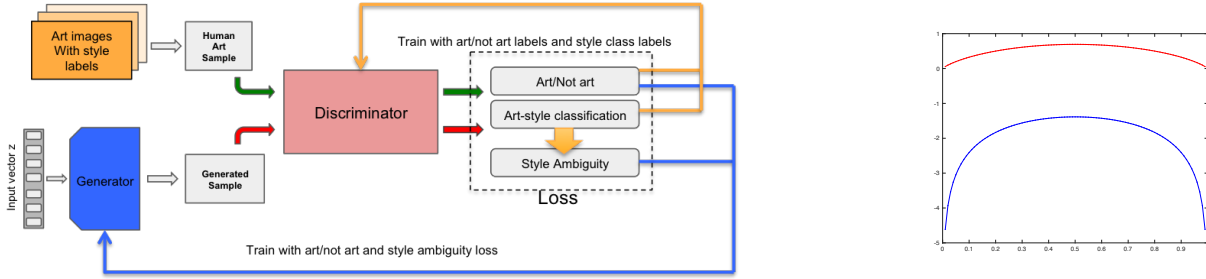 Art images
With style
labels
Human
Art
Sample
Train with art/not art labels and style class labels
Discriminator
Art/Not art
Art-style classification
Style Ambiguity
Loss
Input vector z
Generator
Generated
Sample
Train with art/not art and style ambiguity loss
1
0
-1
-2
-3
-4
-5
0 0.1 0.2 0.3 0.4 0.5 0.6 0.7 0.8 0.9